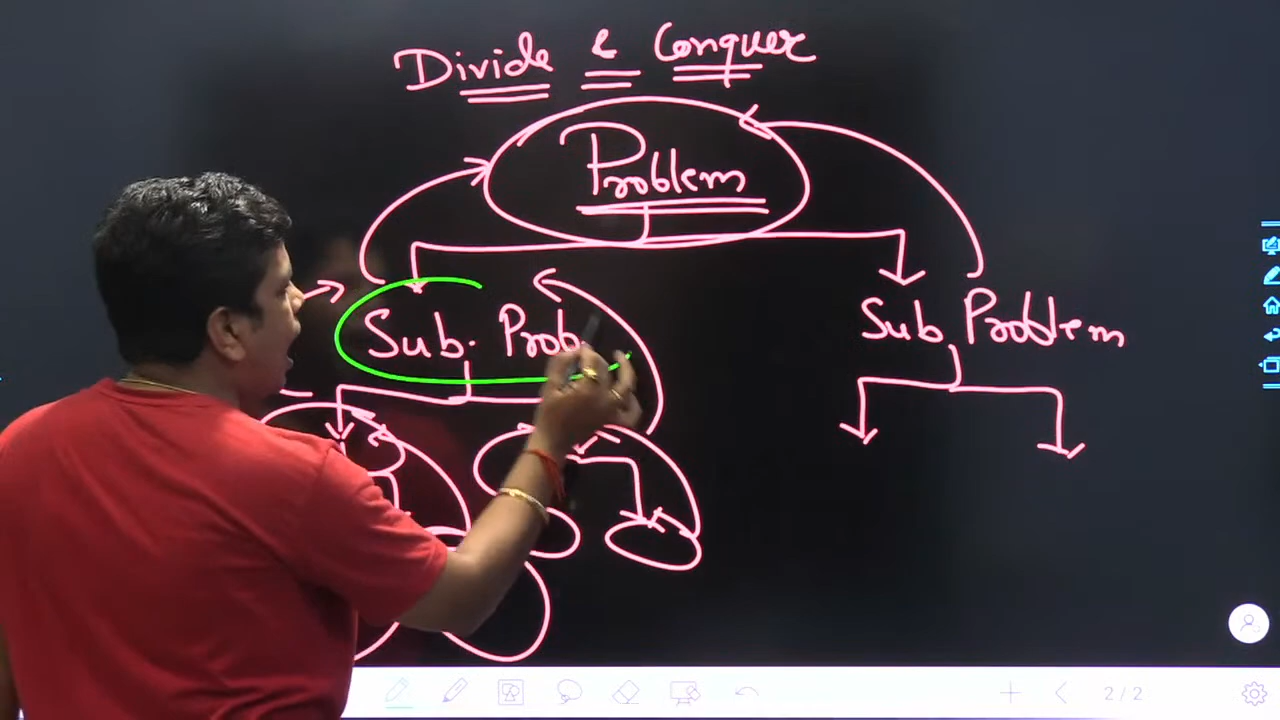 Divide & Conquer
Problem
Sub. Prob
Sub Problem
2 / 2